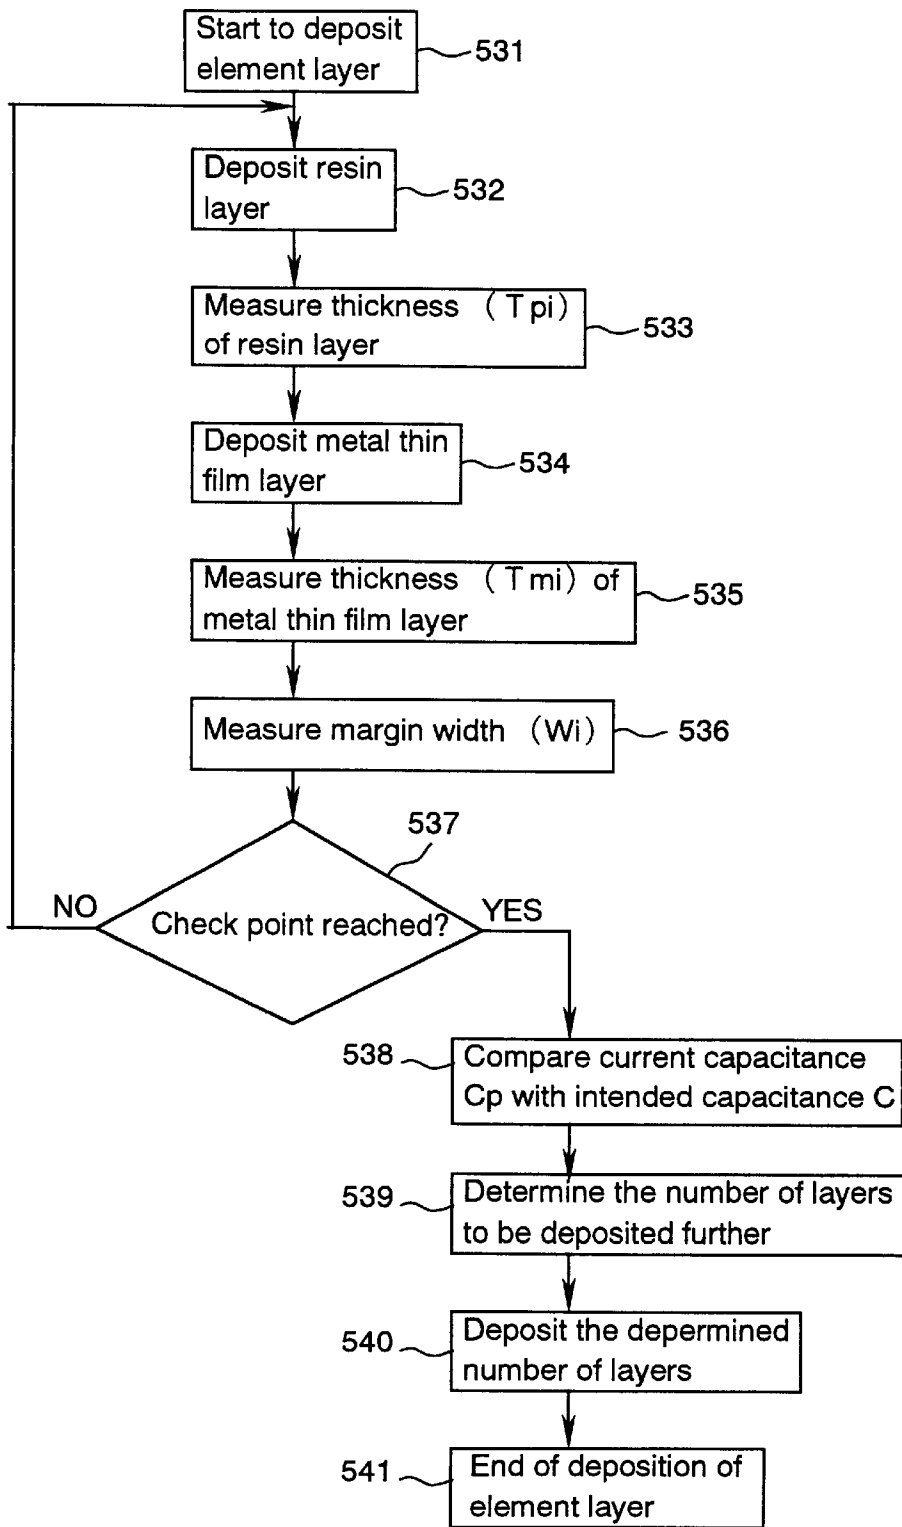 Start to deposit
element layer
531
Deposit resin
layer
532
Measure thickness (Tpi)
of resin layer
533
Deposit metal thin
film layer
534
Measure thickness (Tmi) of
metal thin film layer
535
Measure margin width (Wi)
536
537
Check point reached?
NO
YES
538
Compare current capacitance
Cp with intended capacitance C
539
Determine the number of layers
to be deposited further
540
Deposit the depermined
number of layers
541
End of deposition of
element layer